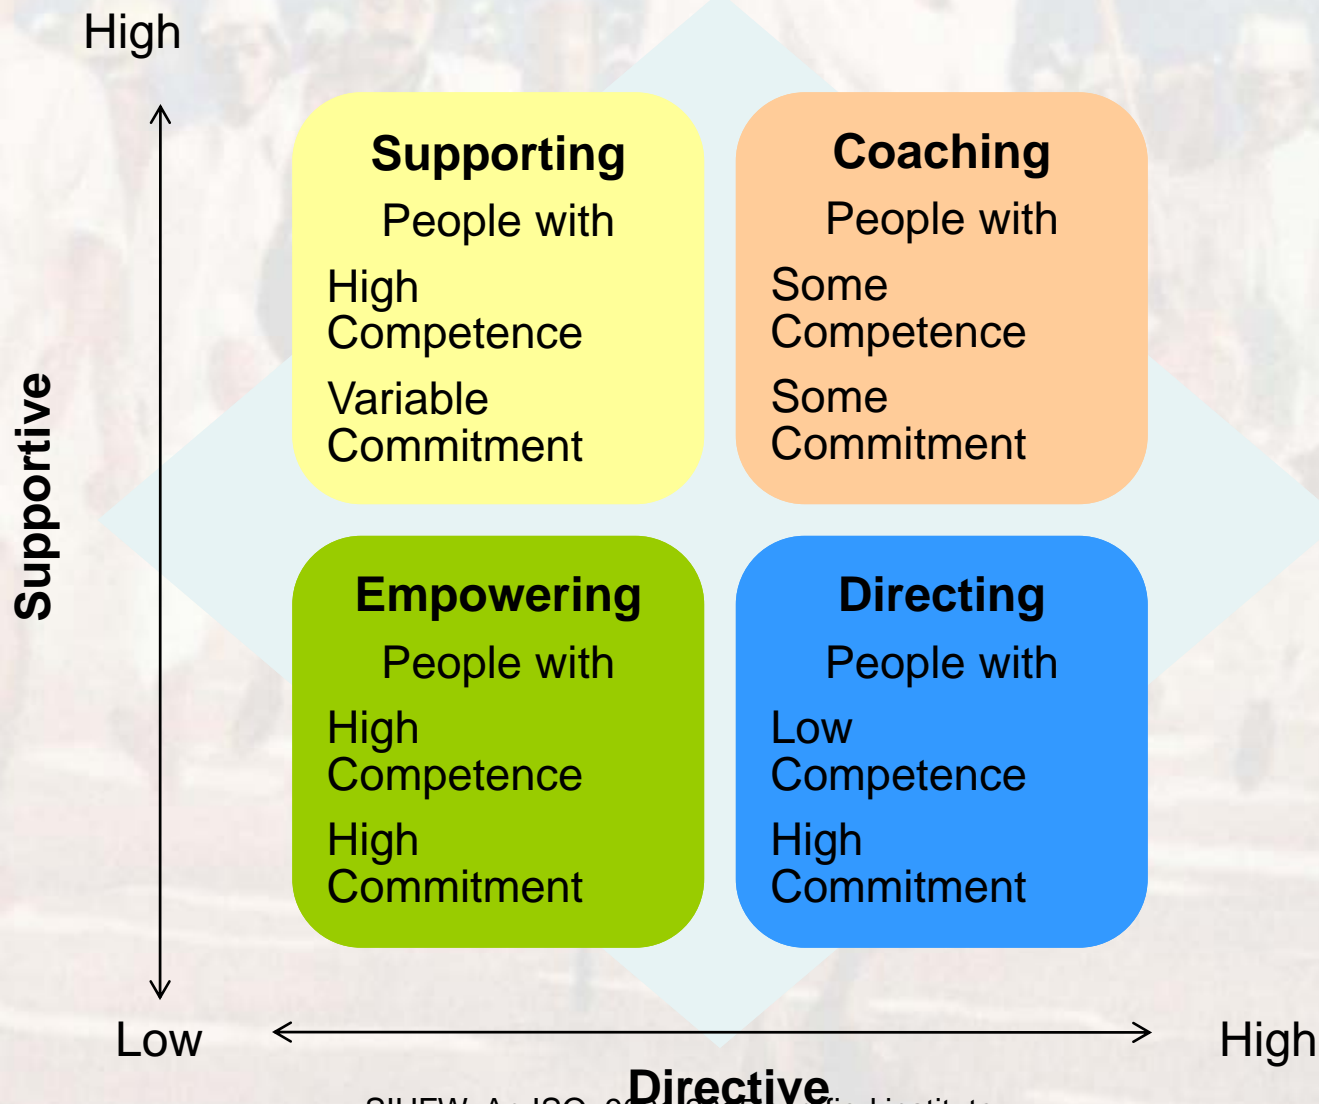 High
Supporting
People with
High
Competence
Variable
Commitment
Coaching
People with
Some
Competence
Some
Commitment
Supportive
Empowering
People with
High
Competence
High
Commitment
Directing
People with
Low
Competence
High
Commitment
Low
High
Directive